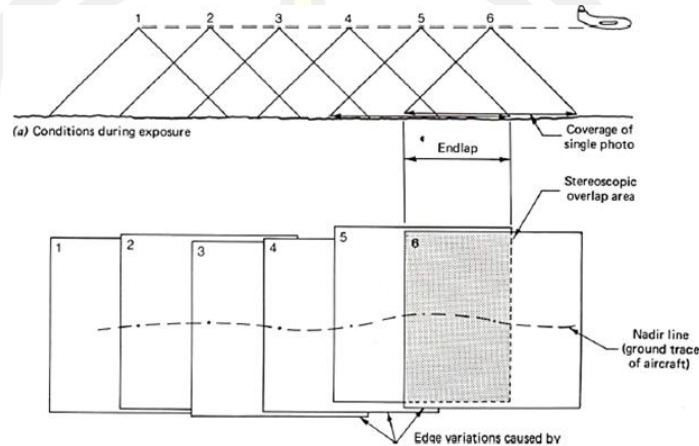 1 2 3 4 5 6
(a) Conditions during exposure
Coverage of
single photo
Endlap
Stereoscopic
overlap area
1 2 3 4 5 6
Nadir line
(ground trace
of aircraft)
Edge variations caused by